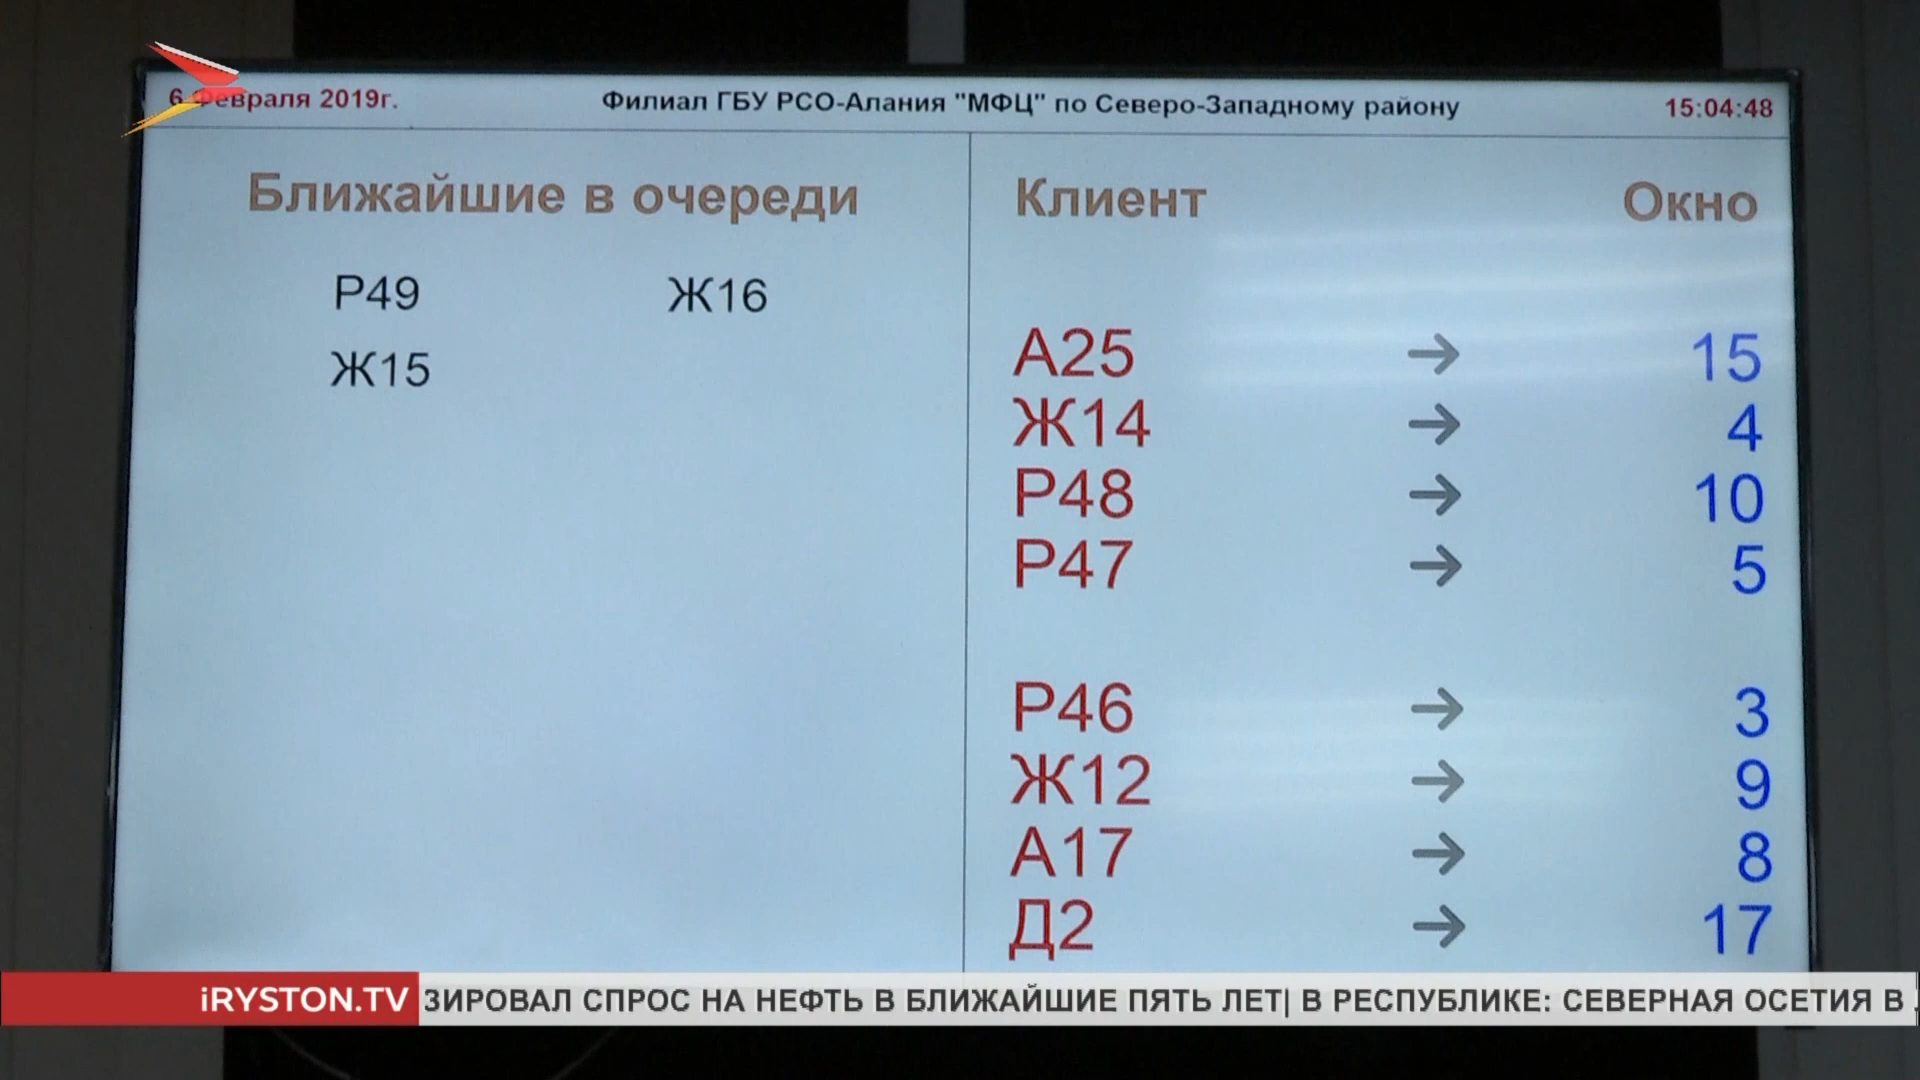 6 Февраля 2019г.
Филиал ГБУ РСО-Алания "МФЦ" по Северо-Западному району
15:04:48
Ближайшие в очереди
Р49 Ж16
Ж15
Клиент Окно
А25 → 15
Ж14 → 4
Р48 → 10
Р47 → 5
Р46 → 3
Ж12 → 9
А17 → 8
Д2 → 17
iRYSTON.TV
ЗИРОВАЛ СПРОС НА НЕФТЬ В БЛИЖАЙШИЕ ПЯТЬ ЛЕТ| В РЕСПУБЛИКЕ: СЕВЕРНАЯ ОСЕТИЯ В